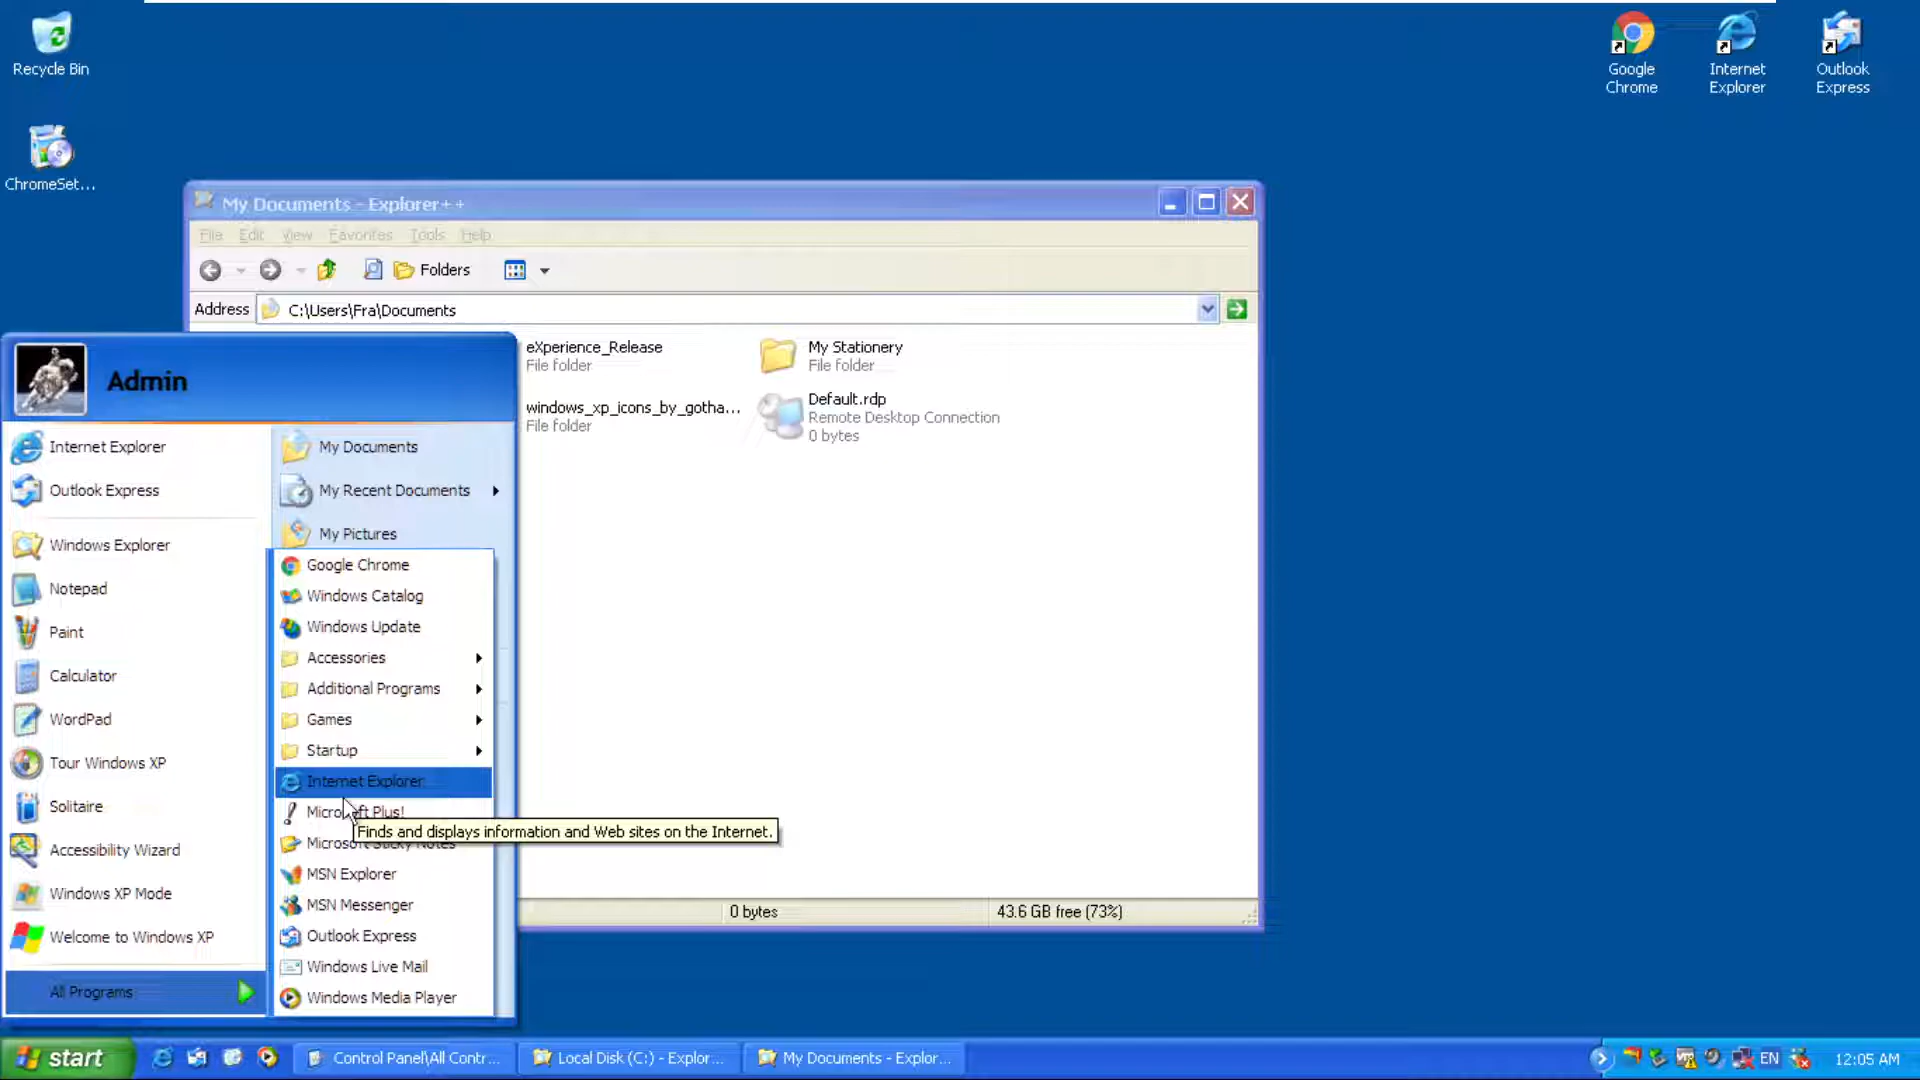 Recycle Bin
ChromeSet...
Google
Chrome
Internet
Explorer
Outlook
Express
My Documents - Explorer++
File Edit View Favorites Tools Help
Folders
Address C:\Users\Fra\Documents
eXperience_Release
File folder
My Stationery
File folder
windows_xp_icons_by_gotha...
File folder
Default.rdp
Remote Desktop Connection
0 bytes
0 bytes
43.6 GB free (73%)
Admin
Internet Explorer
Outlook Express
Windows Explorer
Notepad
Paint
Calculator
WordPad
Tour Windows XP
Solitaire
Accessibility Wizard
Windows XP Mode
Welcome to Windows XP
All Programs
My Documents
My Recent Documents
My Pictures
Google Chrome
Windows Catalog
Windows Update
Accessories
Additional Programs
Games
Startup
Internet Explorer
Microsoft Plus!
Finds and displays information and Web sites on the Internet.
Microsoft Sticky Notes
MSN Explorer
MSN Messenger
Outlook Express
Windows Live Mail
Windows Media Player
start
Control Panel\All Contr...
Local Disk (C:) - Explor...
My Documents - Explor...
EN
12:05 AM